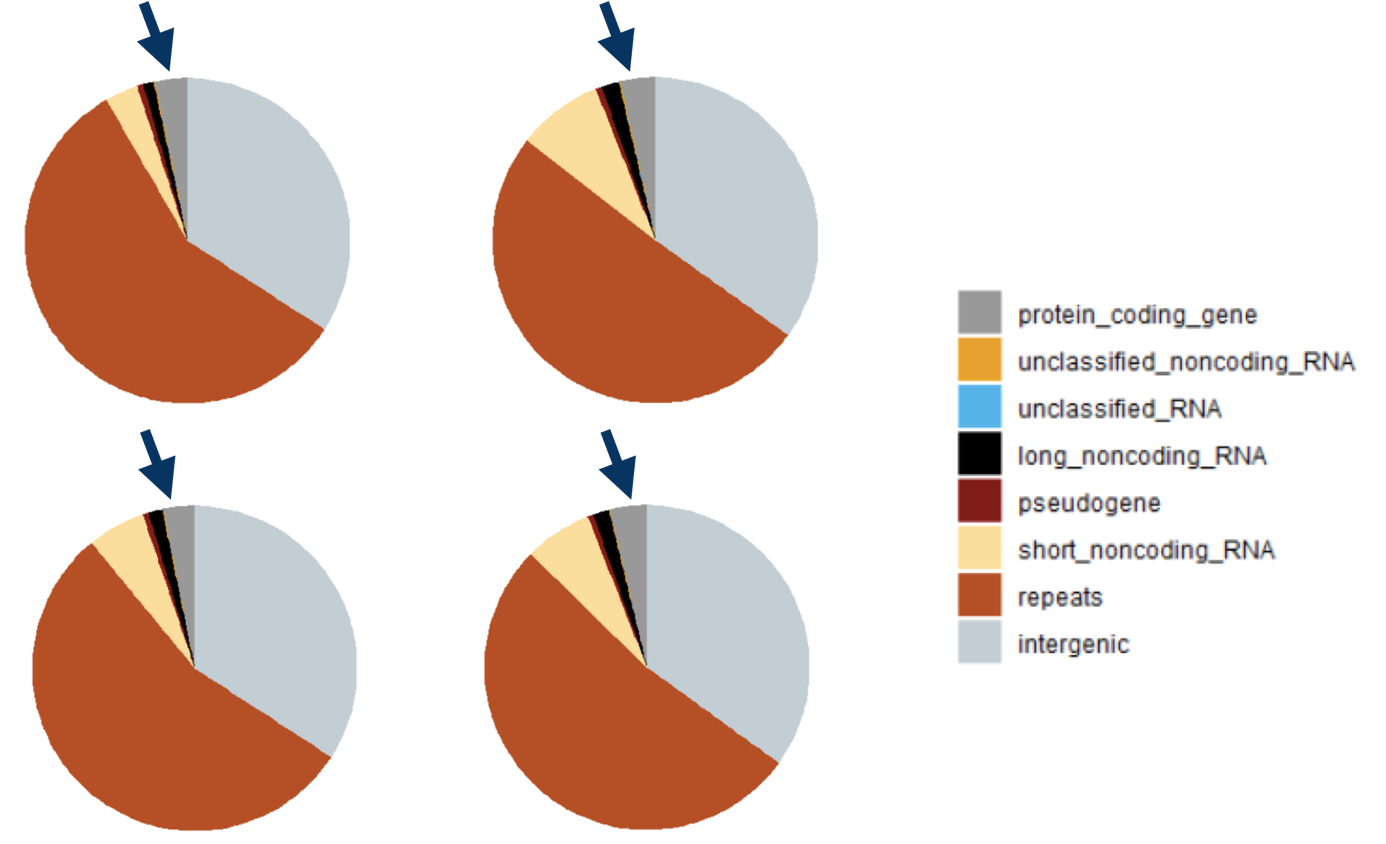 protein_coding_gene
unclassified_noncoding_RNA
unclassified_RNA
long_noncoding_RNA
pseudogene
short_noncoding_RNA
repeats
intergenic